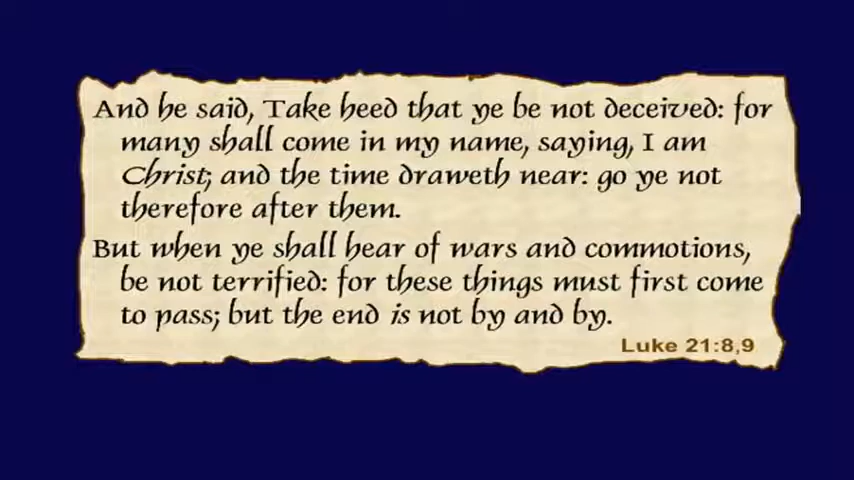 And he said, Take heed that ye be not deceived: for
many shall come in my name, saying, I am
Christ; and the time draweth near: go ye not
therefore after them.
But when ye shall hear of wars and commotions,
be not terrified: for these things must first come
to pass; but the end is not by and by.
Luke 21:8,9